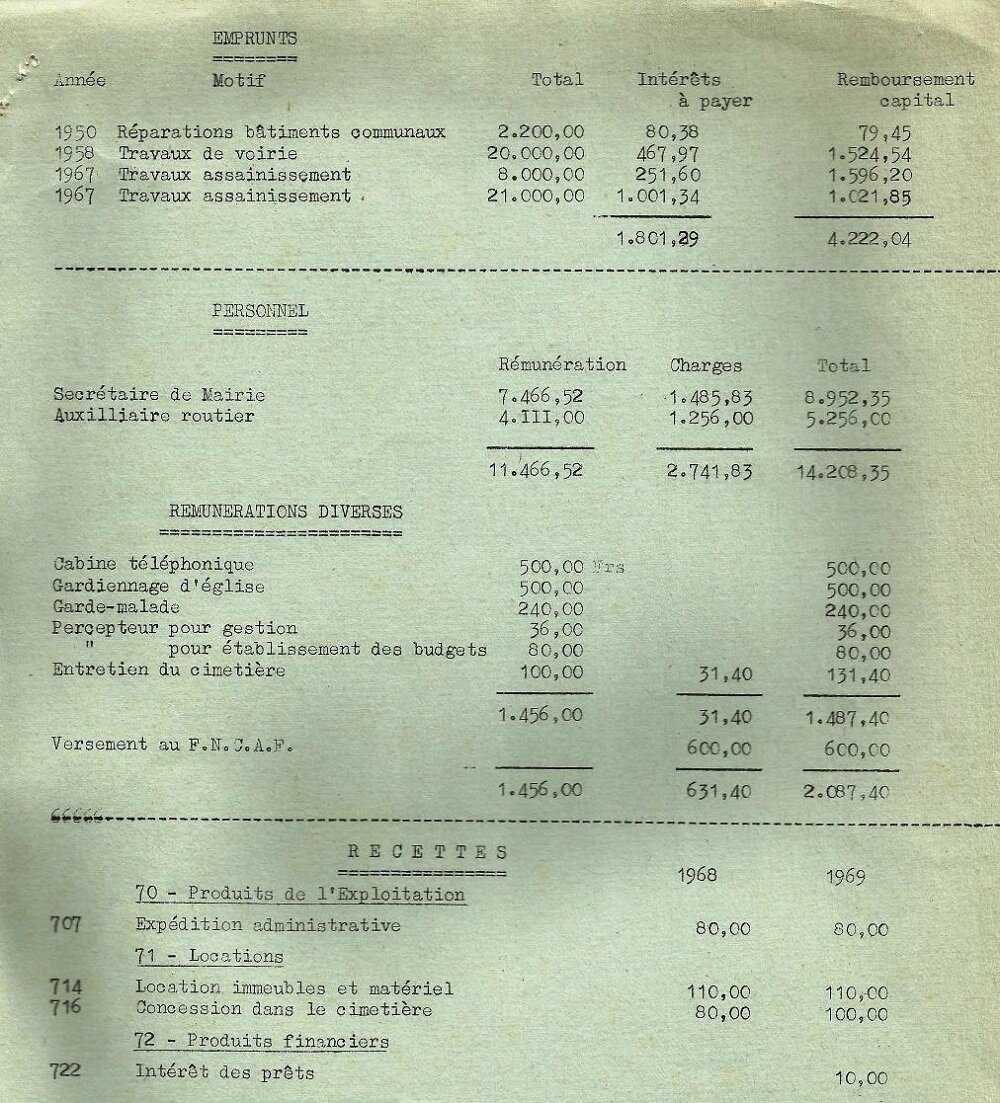 EMPRUNTS
========
Année Motif Total Intérêts Remboursement
à payer capital
1950 Réparations bâtiments communaux 2.200,00 80,38 79,45
1958 Travaux de voirie 20.000,00 467,97 1.524,54
1967 Travaux assainissement 8.000,00 251,60 1.596,20
1967 Travaux assainissement . 21.000,00 1.001,34 1.021,85
1.801,29 4.222,04
PERSONNEL
=========
Rémunération Charges Total
Secrétaire de Mairie 7.466,52 1.485,83 8.952,35
Auxilliaire routier 4.III,00 1.256,00 5.256,00
11.466,52 2.741,83 14.208,35
REMUNERATIONS DIVERSES
=======================
Cabine téléphonique 500,00 Frs 500,00
Gardiennage d'église 500,00 500,00
Garde-malade 240,00 240,00
Percepteur pour gestion 36,00 36,00
" pour établissement des budgets 80,00 80,00
Entretien du cimetière 100,00 31,40 131,40
1.456,00 31,40 1.487,40
Versement au F.N.C.A.F. 600,00 600,00
1.456,00 631,40 2.087,40
RECETTES
================
1968 1969
70 - Produits de l'Exploitation
707 Expédition administrative 80,00 80,00
71 - Locations
714 Location immeubles et matériel 110,00 110,00
716 Concession dans le cimetière 80,00 100,00
72 - Produits financiers
722 Intérêt des prêts 10,00